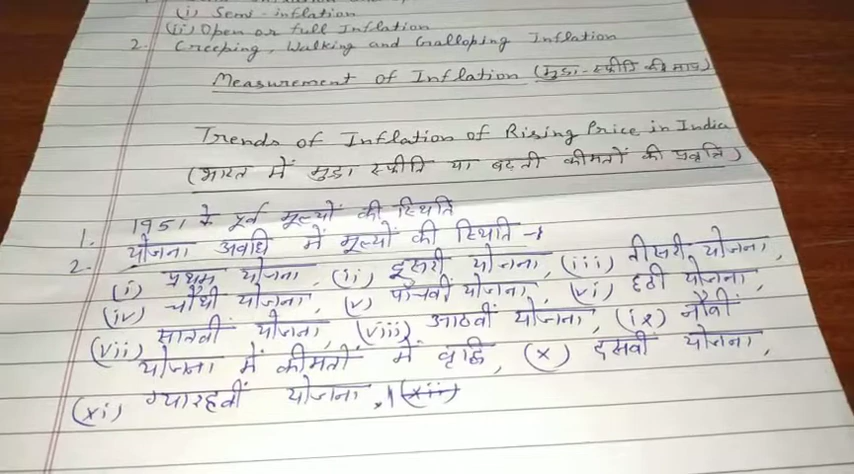 (i) Semi-inflation
(ii) Open or full Inflation
2. Creeping, Walking and Galloping Inflation
Measurement of Inflation (मुद्रा-स्फीति की माप)
Trends of Inflation of Rising Price in India
(भारत में मुद्रा स्फीति या बढ़ती कीमतों की प्रवृत्ति)
1. 1951 के पूर्व मूल्यों की स्थिति
2. योजना अवधि में मूल्यों की स्थिति →
(i) प्रथम योजना, (ii) दूसरी योजना, (iii) तीसरी योजना,
(iv) चौथी योजना, (v) पांचवीं योजना, (vi) छठी योजना,
(vii) सातवीं योजना, (viii) आठवीं योजना, (ix) नौवीं
योजना में कीमतों में वृद्धि, (x) दसवीं योजना,
(xi) ग्यारहवीं योजना,। (xii)